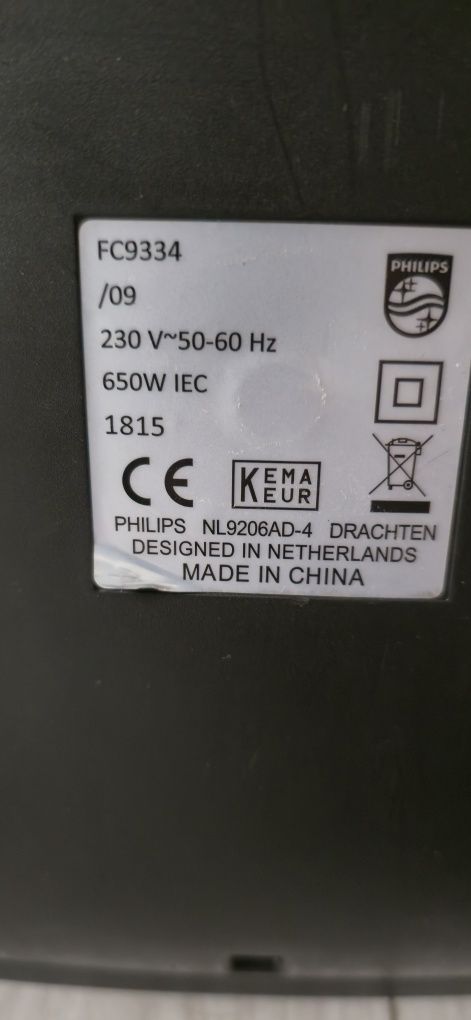 FC9334
/09
230 V~50-60 Hz
650W IEC
1815
PHILIPS
CE
KEMA
KEUR
PHILIPS NL9206AD-4 DRACHTEN
DESIGNED IN NETHERLANDS
MADE IN CHINA